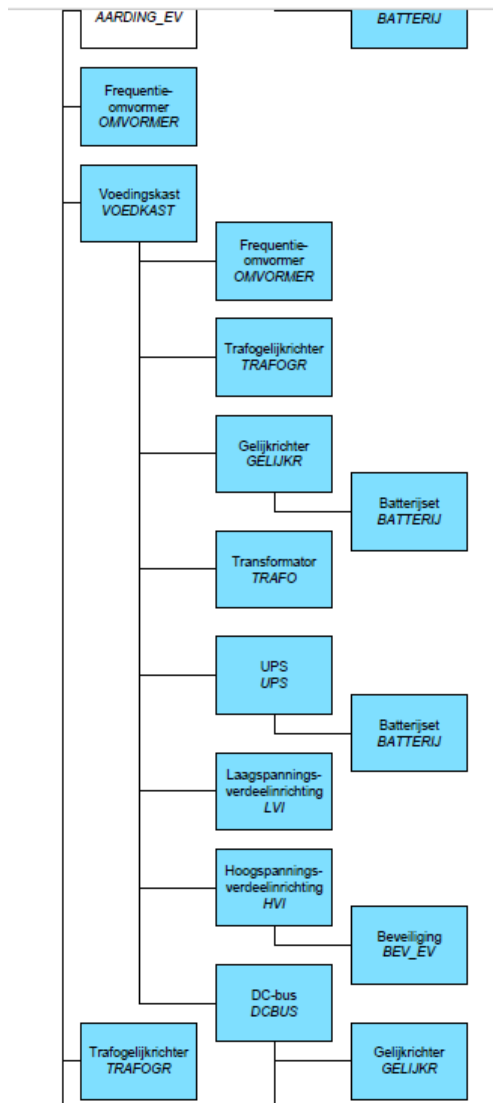 AARDING_EV
BATTERIJ
Frequentie-
omvormer
OMVORMER
Voedingskast
VOEDKAST
Frequentie-
omvormer
OMVORMER
Trafogelijkrichter
TRAFOGR
Gelijkrichter
GELIJKR
Batterijset
BATTERIJ
Transformator
TRAFO
UPS
UPS
Batterijset
BATTERIJ
Laagspannings-
verdeelinrichting
LVI
Hoogspannings-
verdeelinrichting
HVI
Beveiliging
BEV_EV
DC-bus
DCBUS
Trafogelijkrichter
TRAFOGR
Gelijkrichter
GELIJKR